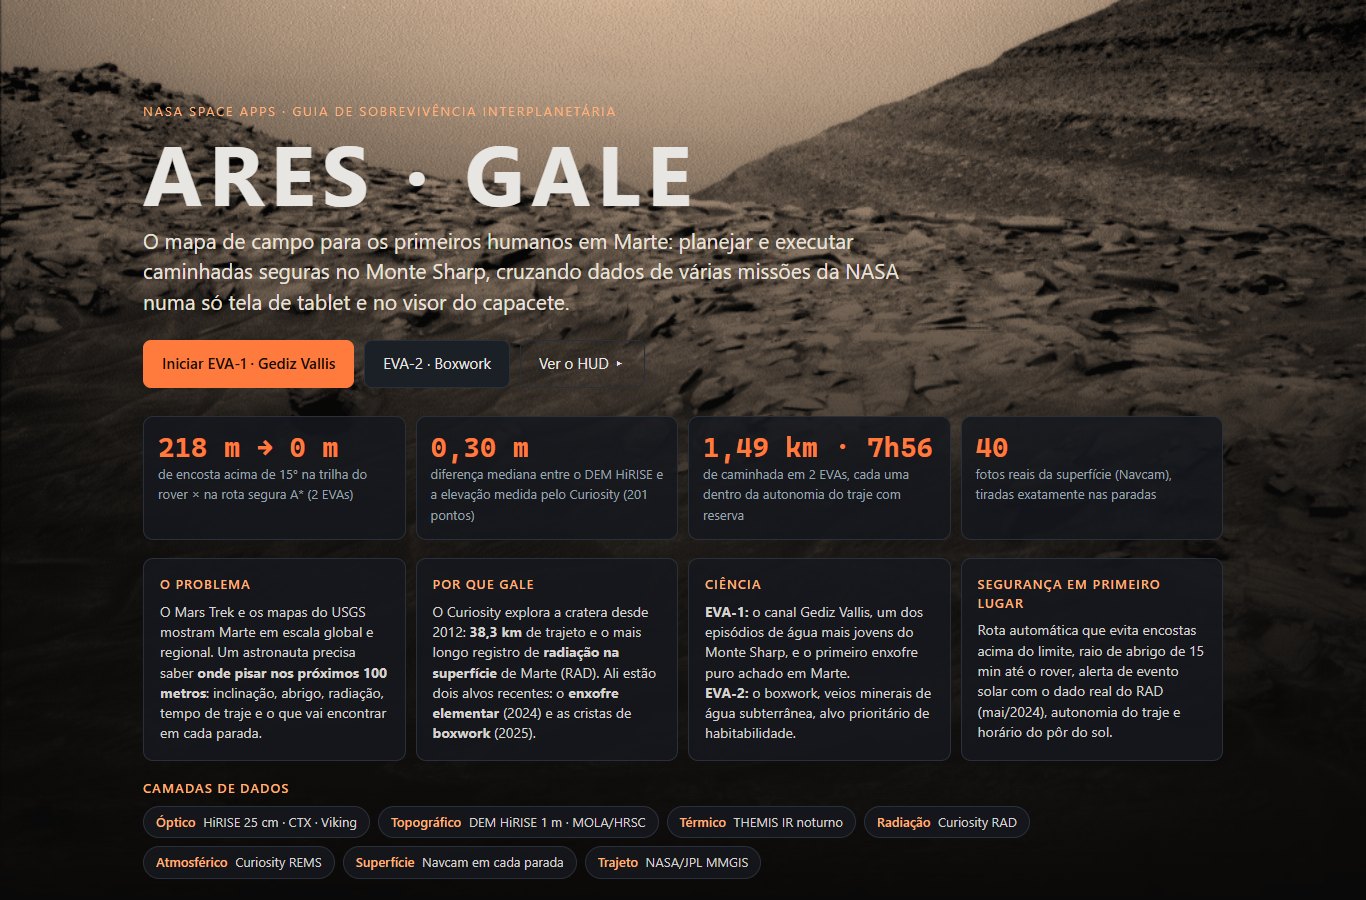 NASA SPACE APPS · GUIA DE SOBREVIVÊNCIA INTERPLANETÁRIA
ARES · GALE
O mapa de campo para os primeiros humanos em Marte: planejar e executar
caminhadas seguras no Monte Sharp, cruzando dados de várias missões da NASA
numa só tela de tablet e no visor do capacete.
Iniciar EVA-1 · Gediz Vallis
EVA-2 · Boxwork
Ver o HUD ▸
218 m → 0 m
de encosta acima de 15° na trilha do
rover × na rota segura A* (2 EVAs)
0,30 m
diferença mediana entre o DEM HiRISE e
a elevação medida pelo Curiosity (201
pontos)
1,49 km · 7h56
de caminhada em 2 EVAs, cada uma
dentro da autonomia do traje com
reserva
40
fotos reais da superfície (Navcam),
tiradas exatamente nas paradas
O PROBLEMA
O Mars Trek e os mapas do USGS
mostram Marte em escala global e
regional. Um astronauta precisa
saber onde pisar nos próximos 100
metros: inclinação, abrigo, radiação,
tempo de traje e o que vai encontrar
em cada parada.
POR QUE GALE
O Curiosity explora a cratera desde
2012: 38,3 km de trajeto e o mais
longo registro de radiação na
superfície de Marte (RAD). Ali estão
dois alvos recentes: o enxofre
elementar (2024) e as cristas de
boxwork (2025).
CIÊNCIA
EVA-1: o canal Gediz Vallis, um dos
episódios de água mais jovens do
Monte Sharp, e o primeiro enxofre
puro achado em Marte.
EVA-2: o boxwork, veios minerais de
água subterrânea, alvo prioritário de
habitabilidade.
SEGURANÇA EM PRIMEIRO
LUGAR
Rota automática que evita encostas
acima do limite, raio de abrigo de 15
min até o rover, alerta de evento
solar com o dado real do RAD
(mai/2024), autonomia do traje e
horário do pôr do sol.
CAMADAS DE DADOS
Óptico HiRISE 25 cm · CTX · Viking
Topográfico DEM HiRISE 1 m · MOLA/HRSC
Térmico THEMIS IR noturno
Radiação Curiosity RAD
Atmosférico Curiosity REMS
Superfície Navcam em cada parada
Trajeto NASA/JPL MMGIS